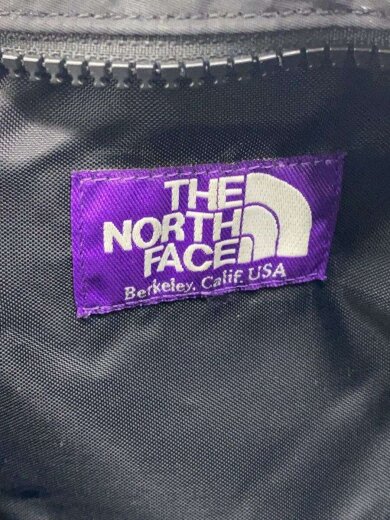 THE
NORTH
FACE
Berkeley, Calif. USA